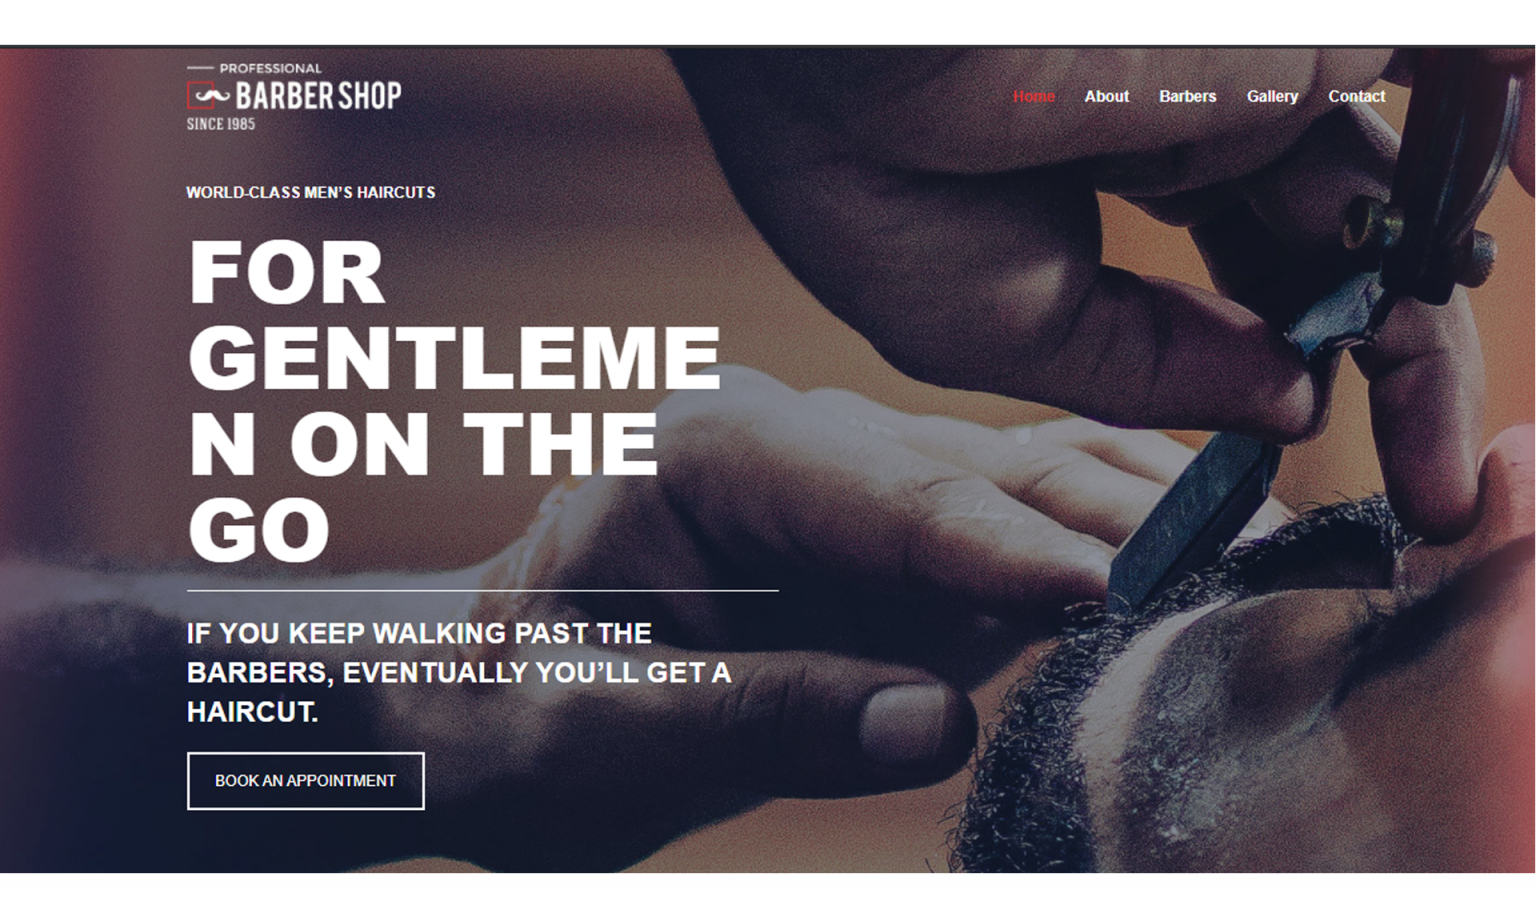 PROFESSIONAL
BARBER SHOP
SINCE 1985
Home About Barbers Gallery Contact
WORLD-CLASS MEN’S HAIRCUTS
FOR
GENTLEME
N ON THE
GO
IF YOU KEEP WALKING PAST THE
BARBERS, EVENTUALLY YOU’LL GET A
HAIRCUT.
BOOK AN APPOINTMENT